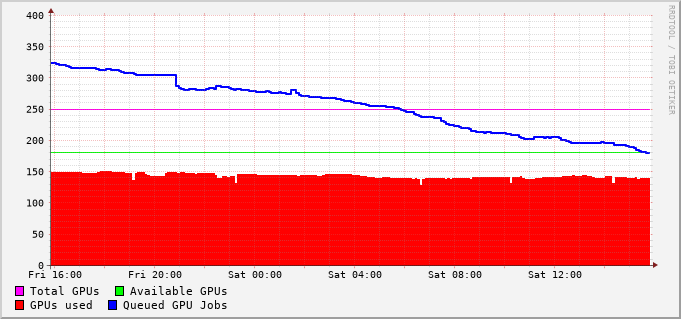 400
350
300
250
200
150
100
50
0
Fri 16:00 Fri 20:00 Sat 00:00 Sat 04:00 Sat 08:00 Sat 12:00
Total GPUs Available GPUs
GPUs used Queued GPU Jobs
RRDTOOL / TOBI OETIKER